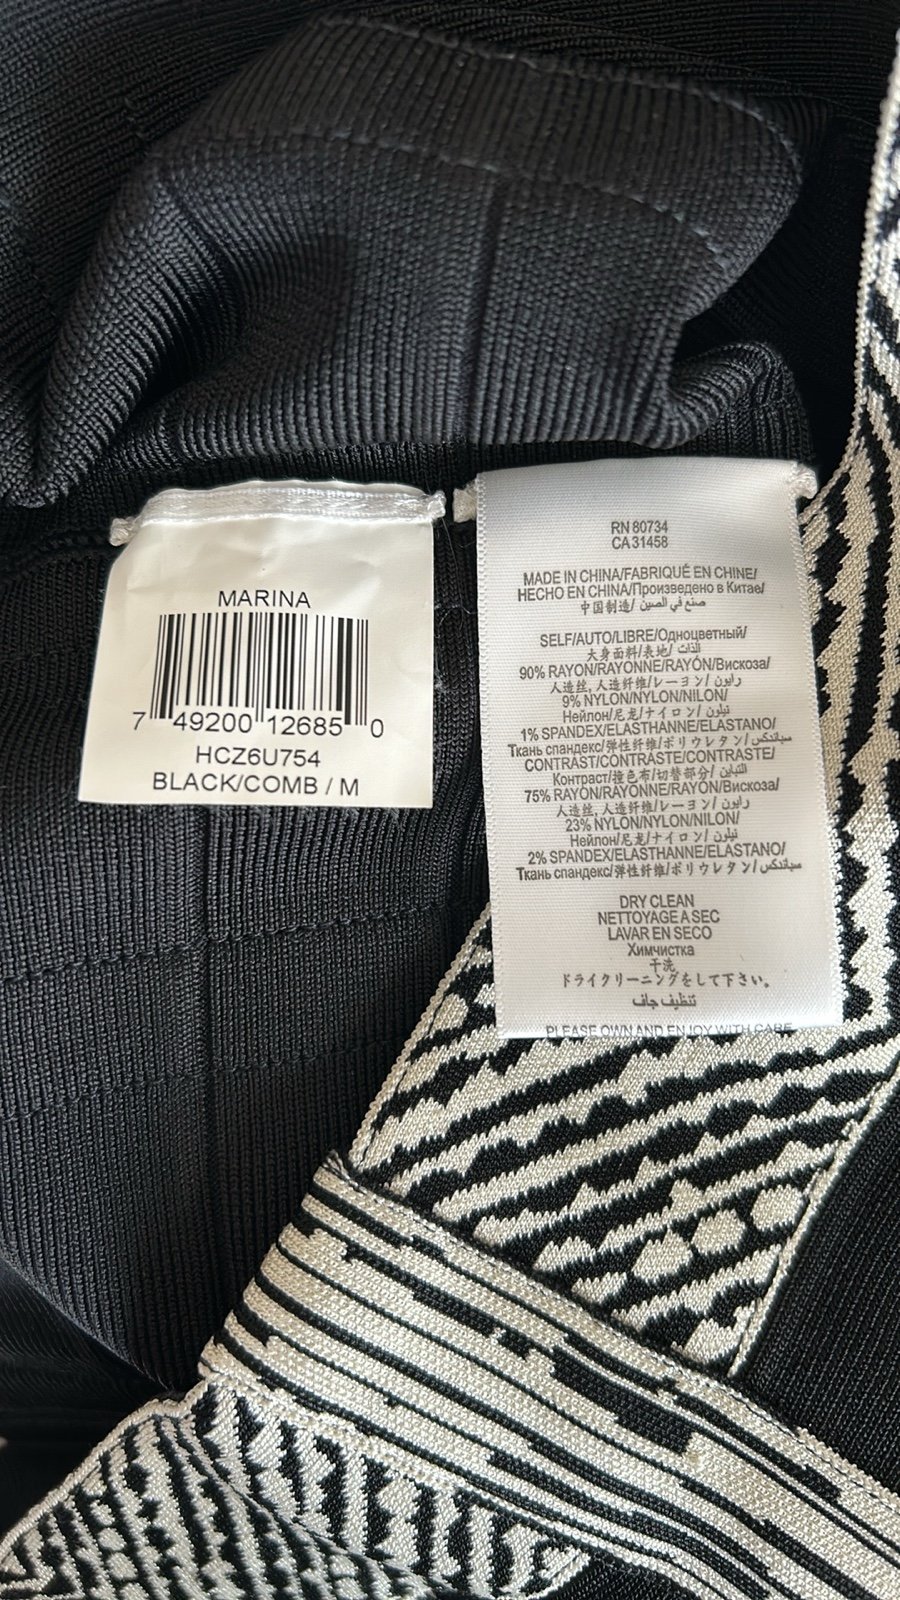 MARINA
7 49200 12685 0
HCZ6U754
BLACK/COMB / M
RN 80734
CA 31458
MADE IN CHINA/FABRIQUÉ EN CHINE/
HECHO EN CHINA/Произведено в Китае/
中国制造/ صنع في الصين
SELF/AUTO/LIBRE/Одноцветный/
大身面料/表地/ الذات
90% RAYON/RAYONNE/RAYÓN/Вискоза/
人造丝, 人造纤维/レーヨン/ رايون
9% NYLON/NYLON/NILON/
Нейлон/尼龙/ナイロン/ نيلون
1% SPANDEX/ELASTHANNE/ELASTANO/
Ткань спандекс/弹性纤维/ポリウレタン/ سباندكس
CONTRAST/CONTRASTE/CONTRASTE/
Контраст/撞色布/切替部分/ التباين
75% RAYON/RAYONNE/RAYÓN/Вискоза/
人造丝, 人造纤维/レーヨン/ رايون
23% NYLON/NYLON/NILON/
Нейлон/尼龙/ナイロン/ نيلون
2% SPANDEX/ELASTHANNE/ELASTANO/
Ткань спандекс/弹性纤维/ポリウレタン/ سباندكس
DRY CLEAN
NETTOYAGE A SEC
LAVAR EN SECO
Химчистка
干洗
ドライクリーニングをして下さい。
تنظيف جاف
PLEASE OWN AND ENJOY WITH CARE